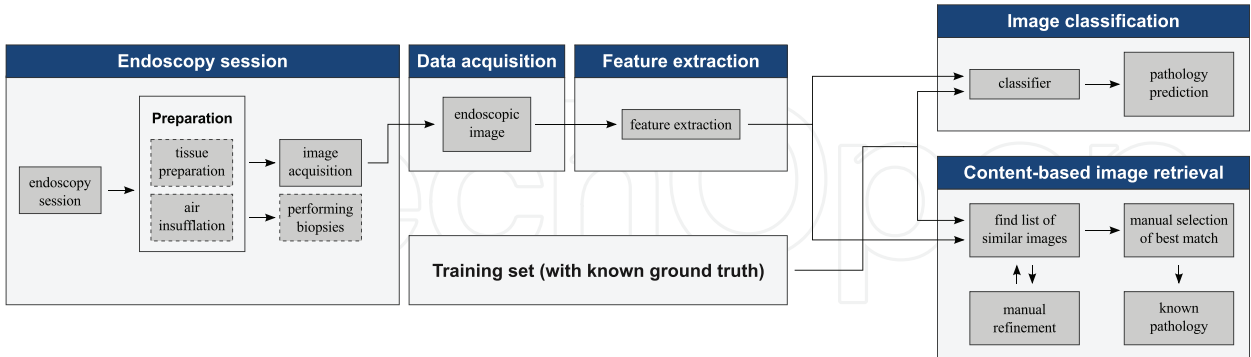 Endoscopy session
endoscopy
session
Preparation
tissue
preparation
air
insufflation
image
acquisition
performing
biopsies
Data acquisition
endoscopic
image
Feature extraction
feature extraction
Training set (with known ground truth)
Image classification
classifier
pathology
prediction
Content-based image retrieval
find list of
similar images
manual selection
of best match
manual
refinement
known
pathology